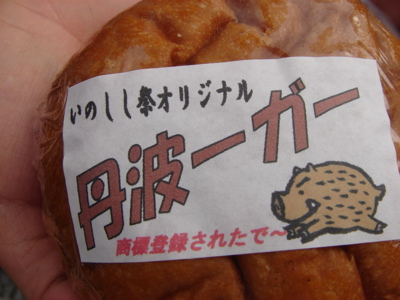 いのしし祭オリジナル
丹波ーガー
商標登録されたで～